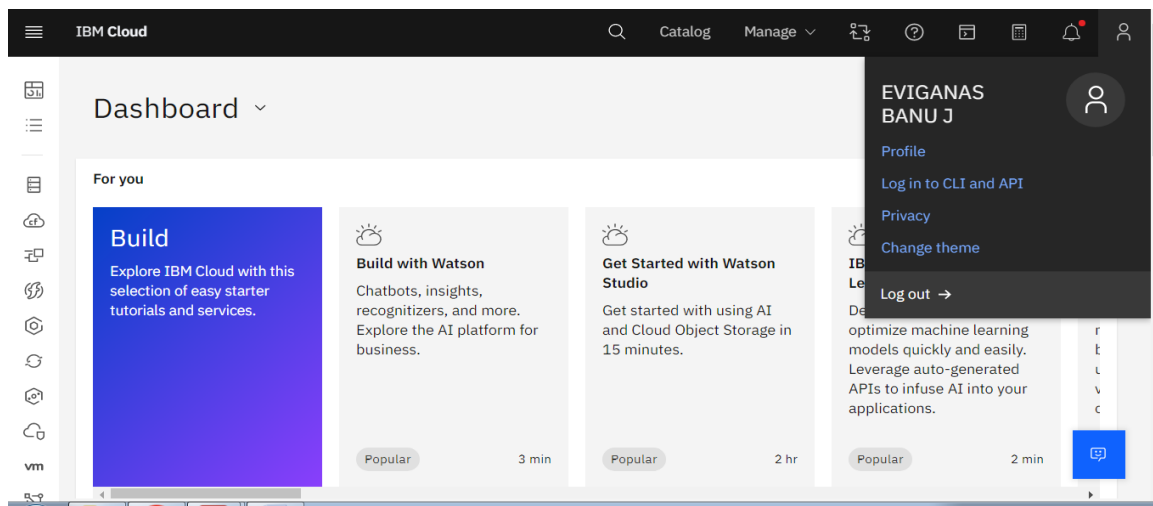 IBM Cloud
Catalog
Manage
Dashboard
EVIGANAS
BANU J
Profile
Log in to CLI and API
Privacy
Change theme
Log out →
For you
Build
Explore IBM Cloud with this
selection of easy starter
tutorials and services.
Build with Watson
Chatbots, insights,
recognitizers, and more.
Explore the AI platform for
business.
Popular
3 min
Get Started with Watson
Studio
Get started with using AI
and Cloud Object Storage in
15 minutes.
Popular
2 hr
optimize machine learning
models quickly and easily.
Leverage auto-generated
APIs to infuse AI into your
applications.
Popular
2 min
cf
vm